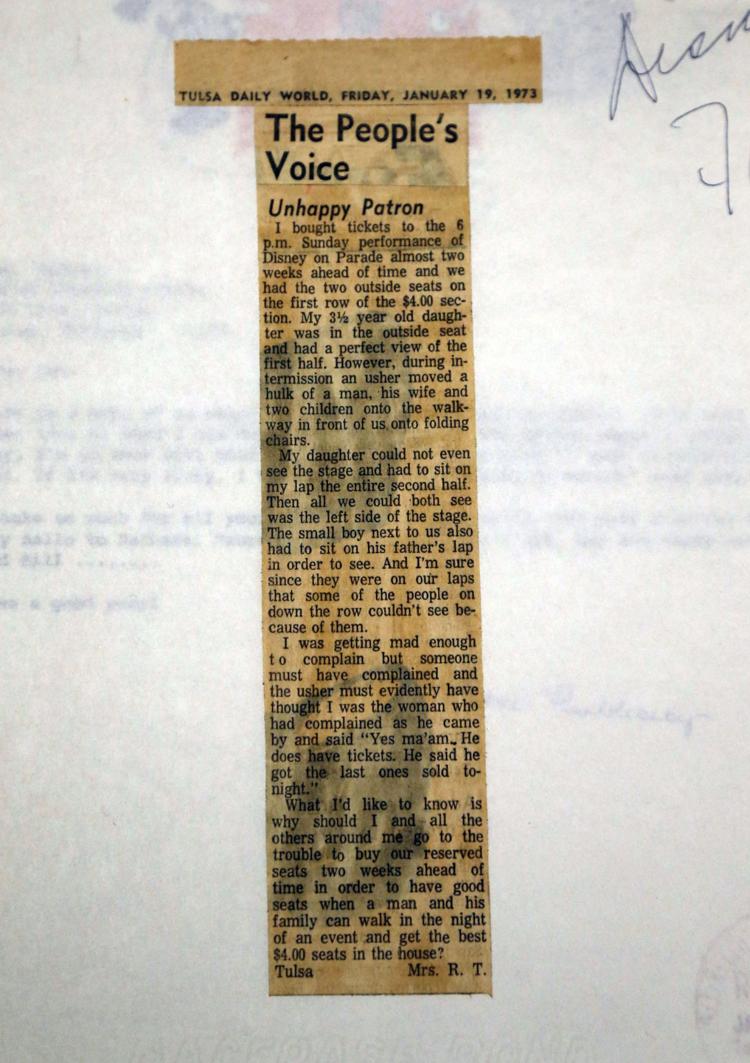 TULSA DAILY WORLD, FRIDAY, JANUARY 19, 1973
The People's
Voice
Unhappy Patron
I bought tickets to the 6
p.m. Sunday performance of
Disney on Parade almost two
weeks ahead of time and we
had the two outside seats on
the first row of the $4.00 sec-
tion. My 3½ year old daugh-
ter was in the outside seat
and had a perfect view of the
first half. However, during in-
termission an usher moved a
hulk of a man, his wife and
two children onto the walk-
way in front of us onto folding
chairs.
My daughter could not even
see the stage and had to sit on
my lap the entire second half.
Then all we could both see
was the left side of the stage.
The small boy next to us also
had to sit on his father's lap
in order to see. And I'm sure
since they were on our laps
that some of the people on
down the row couldn't see be-
cause of them.
I was getting mad enough
to complain but someone
must have complained and
the usher must evidently have
thought I was the woman who
had complained as he came
by and said "Yes ma'am. He
does have tickets. He said he
got the last ones sold to-
night."
What I'd like to know is
why should I and all the
others around me go to the
trouble to buy our reserved
seats two weeks ahead of
time in order to have good
seats when a man and his
family can walk in the night
of an event and get the best
$4.00 seats in the house?
Tulsa Mrs. R. T.